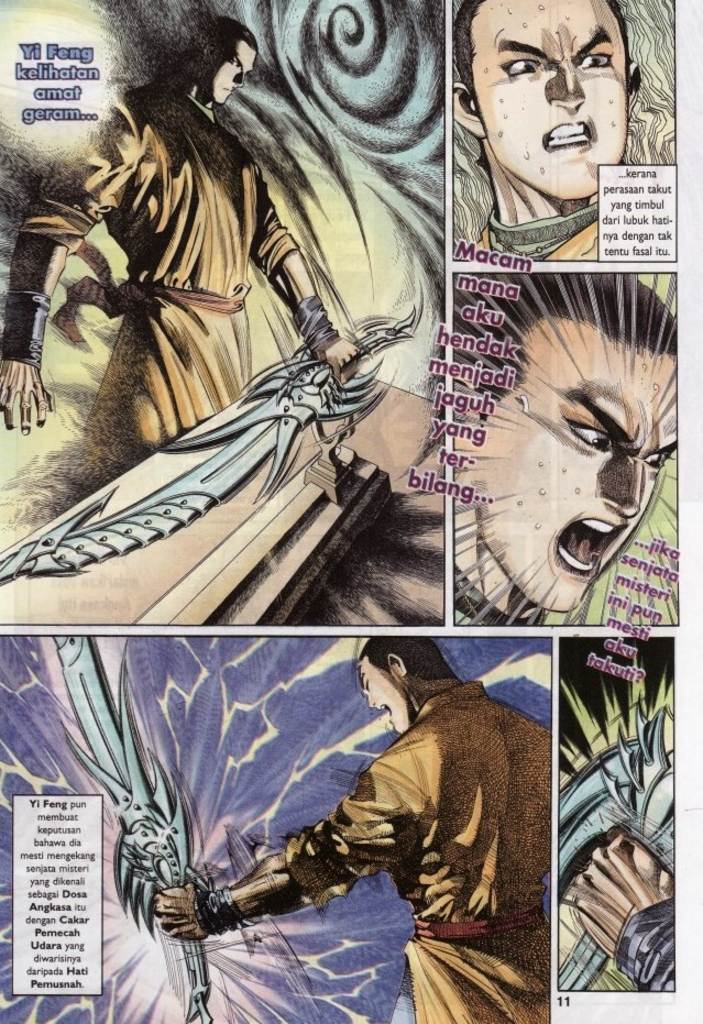 Yi Feng
kelihatan
amat
geram...
...kerana
perasaan takut
yang timbul
dari lubuk hati-
nya dengan tak
tentu fasal itu.
Macam
mana
aku
hendak
menjadi
jaguh
yang
ter-
bilang...
...jika
senjata
misteri
ini pun
mesti
aku
takuti?
Yi Feng pun
membuat
keputusan
bahawa dia
mesti mengekang
senjata misteri
yang dikenali
sebagai Dosa
Angkasa itu
dengan Cakar
Pemecah
Udara yang
diwarisinya
daripada Hati
Pemusnah.
11